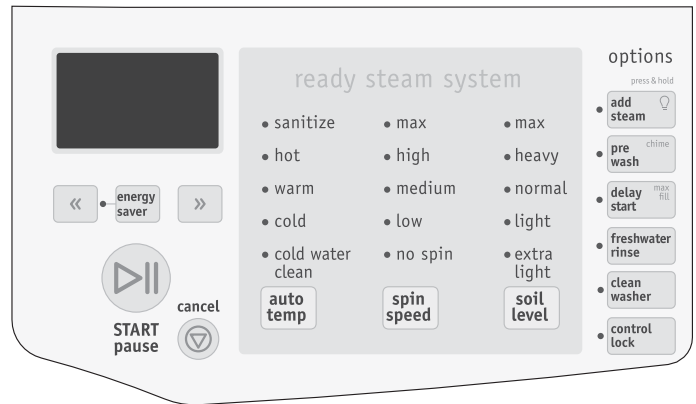 options
press & hold
ready steam system
add
steam
pre
wash
chime
delay
start
max
fill
freshwater
rinse
clean
washer
control
lock
sanitize
hot
warm
cold
cold water
clean
auto
temp
max
high
medium
low
no spin
spin
speed
max
heavy
normal
light
extra
light
soil
level
«
energy
saver
»
START
pause
cancel